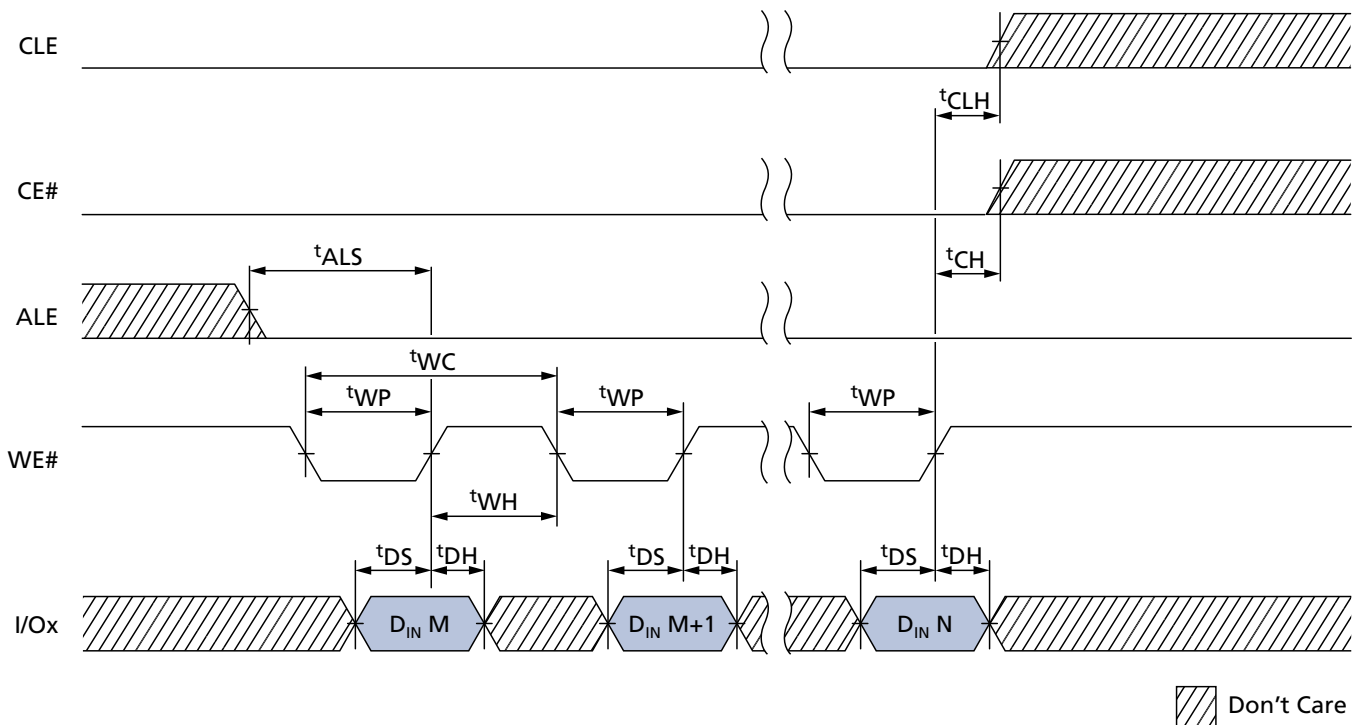 CLE
tCLH
CE#
tALS
tCH
ALE
tWC
tWP tWP tWP
WE#
tWH
tDS tDH tDS tDH tDS tDH
I/Ox DIN M DIN M+1 DIN N
Don't Care